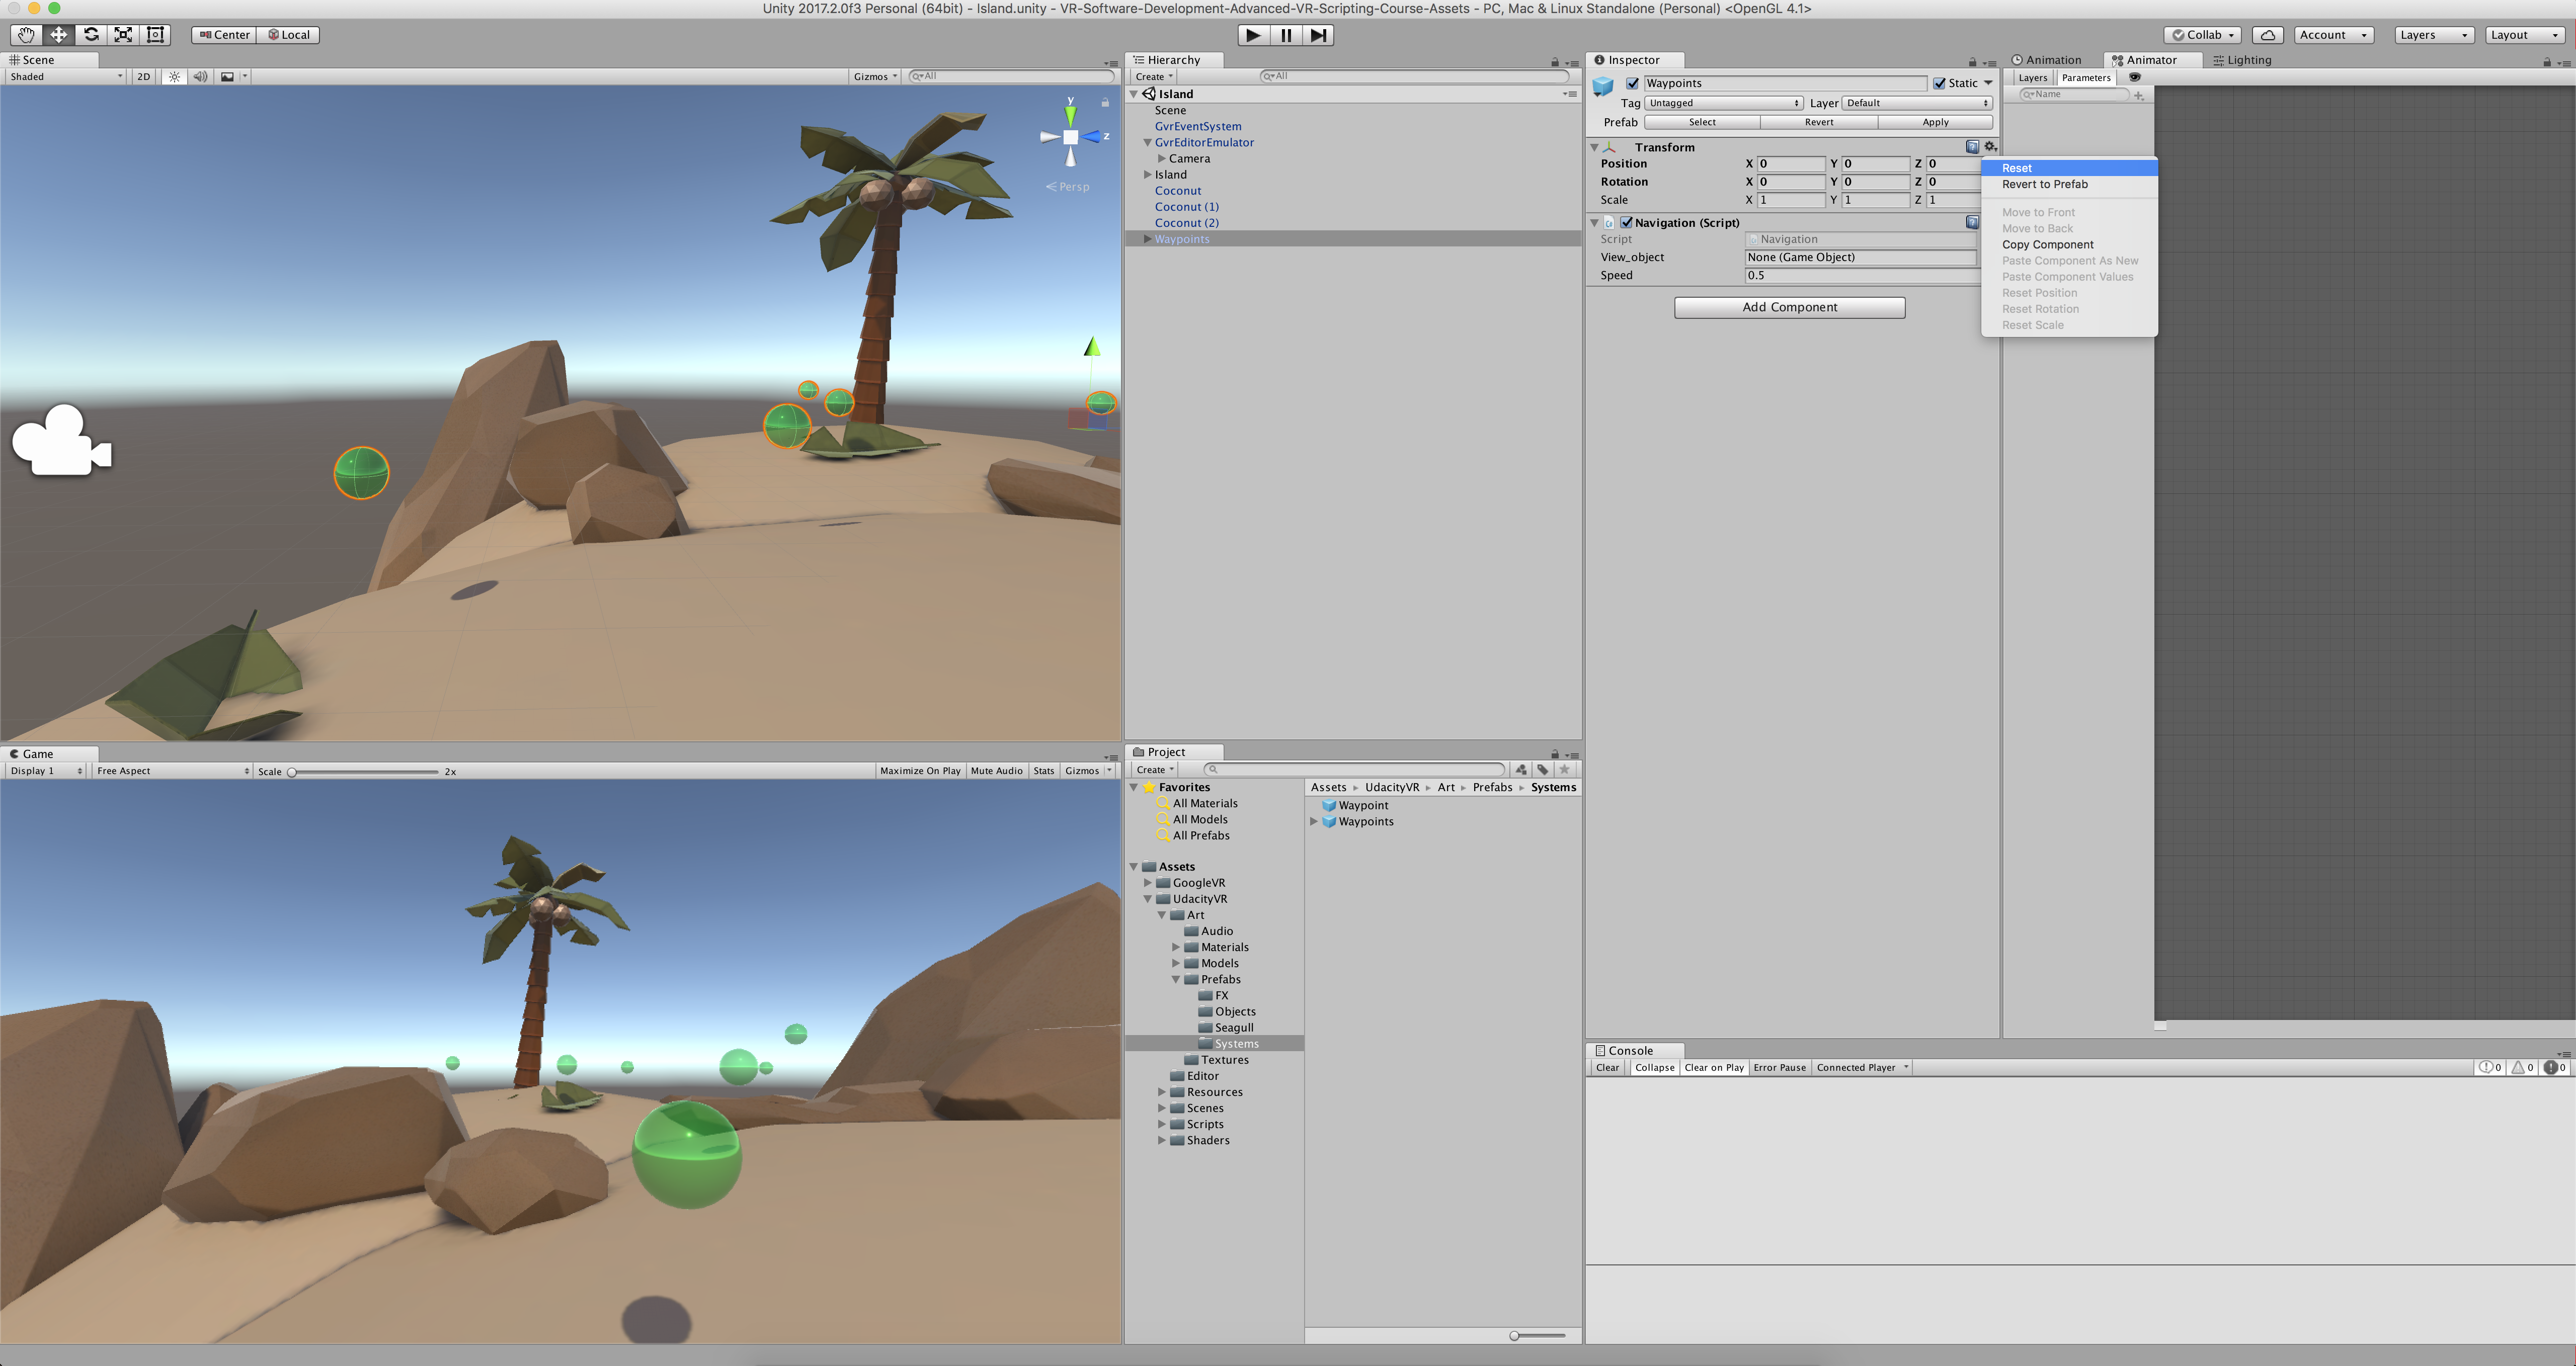 Unity 2017.2.0f3 Personal (64bit) - Island.unity - VR-Software-Development-Advanced-VR-Scripting-Course-Assets - PC, Mac & Linux Standalone (Personal) <OpenGL 4.1>
Center Local Collab Account Layers Layout
Scene
Shaded 2D Gizmos All
y
z
Persp
Game
Display 1 Free Aspect Scale 2x Maximize On Play Mute Audio Stats Gizmos
Hierarchy
Create All
Island
Scene
GvrEventSystem
GvrEditorEmulator
Camera
Island
Coconut
Coconut (1)
Coconut (2)
Waypoints
Project
Create
Favorites
All Materials
All Models
All Prefabs
Assets
GoogleVR
UdacityVR
Art
Audio
Materials
Models
Prefabs
FX
Objects
Seagull
Systems
Textures
Editor
Resources
Scenes
Scripts
Shaders
Assets UdacityVR Art Prefabs Systems
Waypoint
Waypoints
Inspector
Waypoints Static
Tag Untagged Layer Default
Prefab Select Revert Apply
Transform
Position X 0 Y 0 Z 0
Rotation X 0 Y 0 Z 0
Scale X 1 Y 1 Z 1
Navigation (Script)
Script Navigation
View_object None (Game Object)
Speed 0.5
Add Component
Reset
Revert to Prefab
Move to Front
Move to Back
Copy Component
Paste Component As New
Paste Component Values
Reset Position
Reset Rotation
Reset Scale
Animation Animator Lighting
Layers Parameters
Name
Console
Clear Collapse Clear on Play Error Pause Connected Player 0 0 0